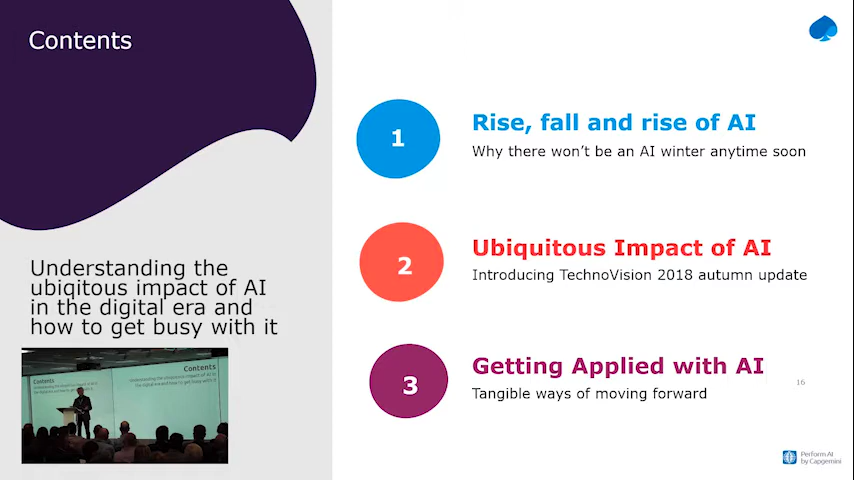 Contents
Understanding the
ubiqitous impact of AI
in the digital era and
how to get busy with it
Contents
Contents
1
Rise, fall and rise of AI
Why there won't be an AI winter anytime soon
2
Ubiquitous Impact of AI
Introducing TechnoVision 2018 autumn update
3
Getting Applied with AI
Tangible ways of moving forward
16
Perform AI
by Capgemini